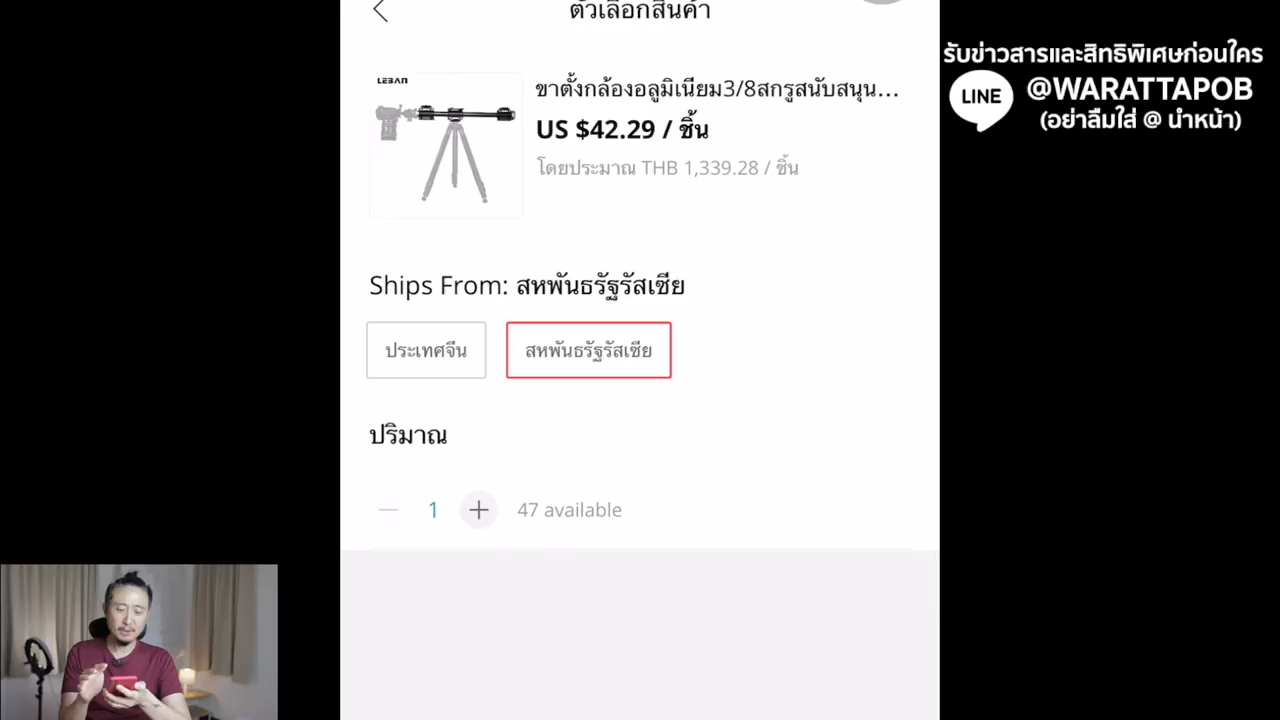 ตัวเลือกสินค้า
LEBAN
ขาตั้งกล้องอลูมิเนียม3/8สกรูสนับสนุน...
US $42.29 / ชิ้น
โดยประมาณ THB 1,339.28 / ชิ้น
Ships From: สหพันธรัฐรัสเซีย
ประเทศจีน
สหพันธรัฐรัสเซีย
ปริมาณ
1
47 available
รับข่าวสารและสิทธิพิเศษก่อนใคร
LINE
@WARATTAPOB
(อย่าลืมใส่ @ นำหน้า)